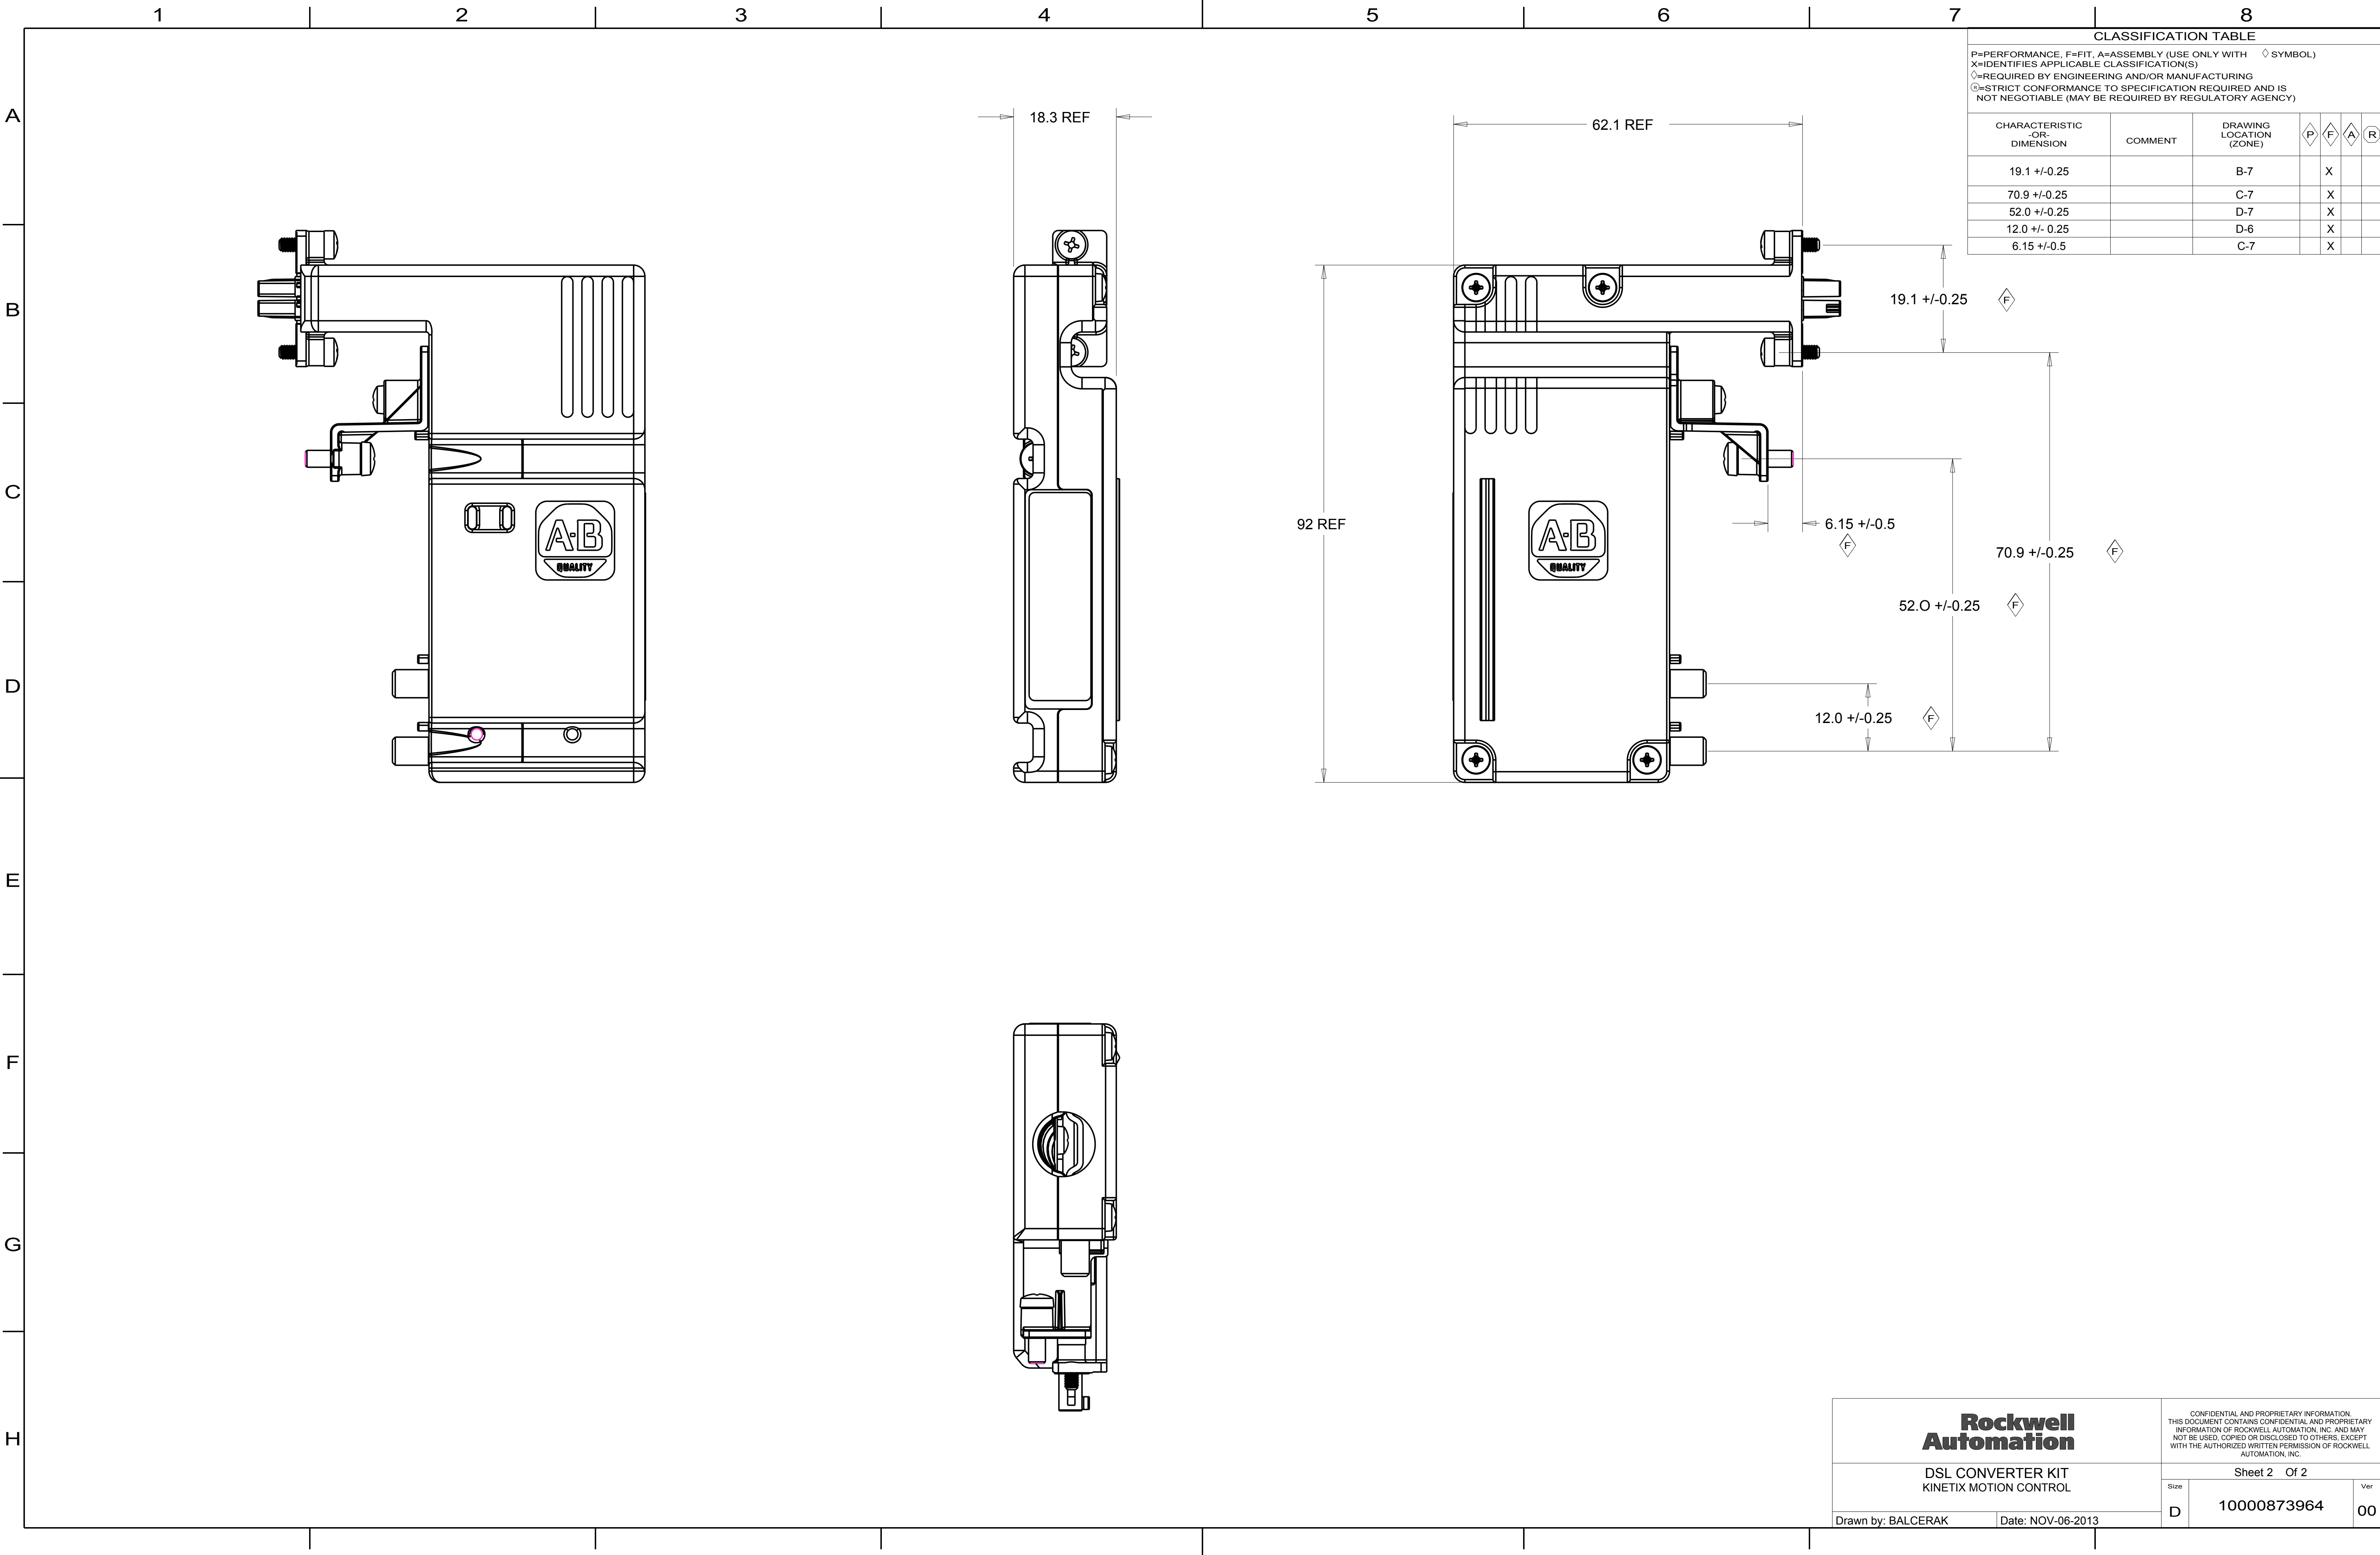 1 2 3 4 5 6 7 8
A
B
C
D
E
F
G
H
CLASSIFICATION TABLE
P=PERFORMANCE, F=FIT, A=ASSEMBLY (USE ONLY WITH ◇ SYMBOL)
X=IDENTIFIES APPLICABLE CLASSIFICATION(S)
◇=REQUIRED BY ENGINEERING AND/OR MANUFACTURING
Ⓡ=STRICT CONFORMANCE TO SPECIFICATION REQUIRED AND IS
NOT NEGOTIABLE (MAY BE REQUIRED BY REGULATORY AGENCY)
CHARACTERISTIC
-OR-
DIMENSION
COMMENT
DRAWING
LOCATION
(ZONE)
P F A R
19.1 +/-0.25 B-7 X
70.9 +/-0.25 C-7 X
52.0 +/-0.25 D-7 X
12.0 +/- 0.25 D-6 X
6.15 +/-0.5 C-7 X
18.3 REF
62.1 REF
19.1 +/-0.25 F
92 REF
6.15 +/-0.5
F
70.9 +/-0.25 F
52.O +/-0.25 F
12.0 +/-0.25 F
A·B
QUALITY
A·B
QUALITY
Rockwell
Automation
DSL CONVERTER KIT
KINETIX MOTION CONTROL
Drawn by: BALCERAK Date: NOV-06-2013
CONFIDENTIAL AND PROPRIETARY INFORMATION.
THIS DOCUMENT CONTAINS CONFIDENTIAL AND PROPRIETARY
INFORMATION OF ROCKWELL AUTOMATION, INC. AND MAY
NOT BE USED, COPIED OR DISCLOSED TO OTHERS, EXCEPT
WITH THE AUTHORIZED WRITTEN PERMISSION OF ROCKWELL
AUTOMATION, INC.
Sheet 2 Of 2
Size
D
10000873964
Ver
00